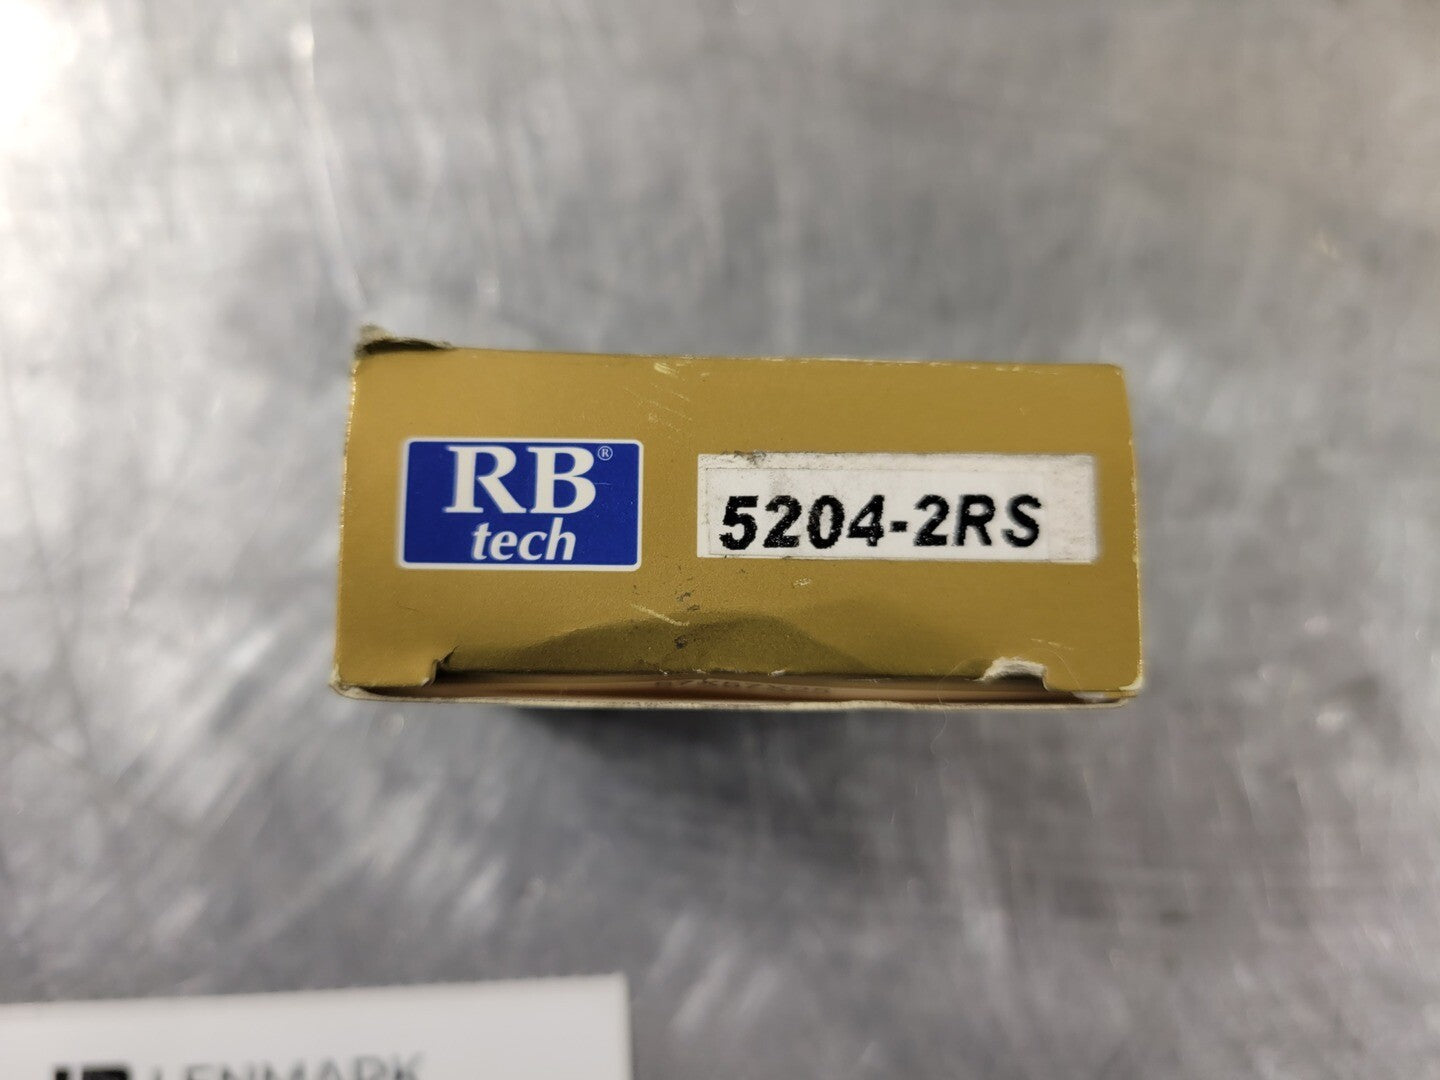 RB®
tech
5204-2RS
LENMARK